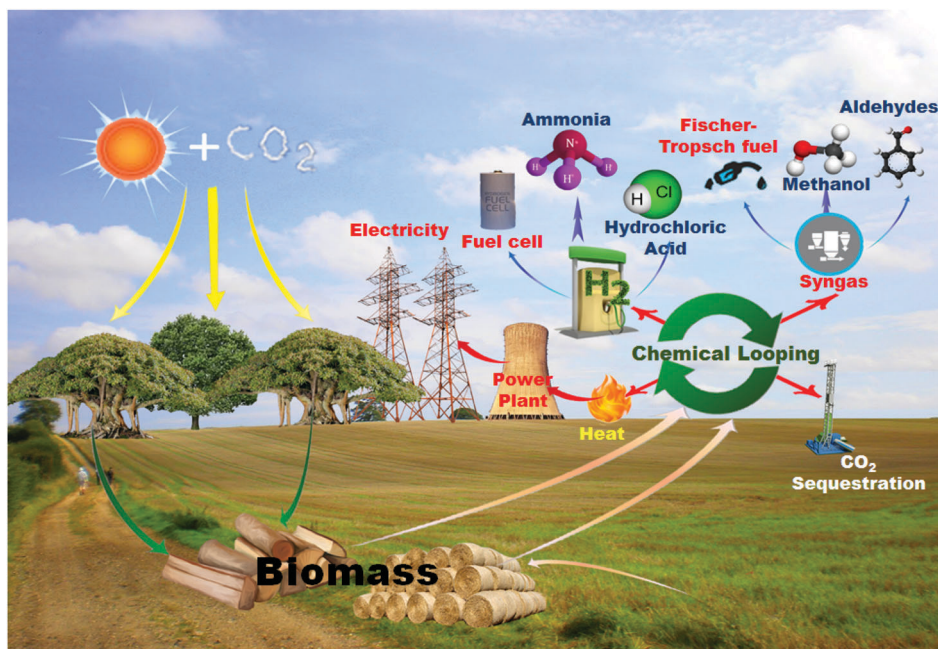 + CO2
Ammonia
N+
H+
H+
H+
FUEL
CELL
Fuel cell
H Cl
Hydrochloric
Acid
Fischer-
Tropsch fuel
Methanol
Aldehydes
Electricity
H2
Syngas
Chemical Looping
Power
Plant
Heat
CO2
Sequestration
Biomass